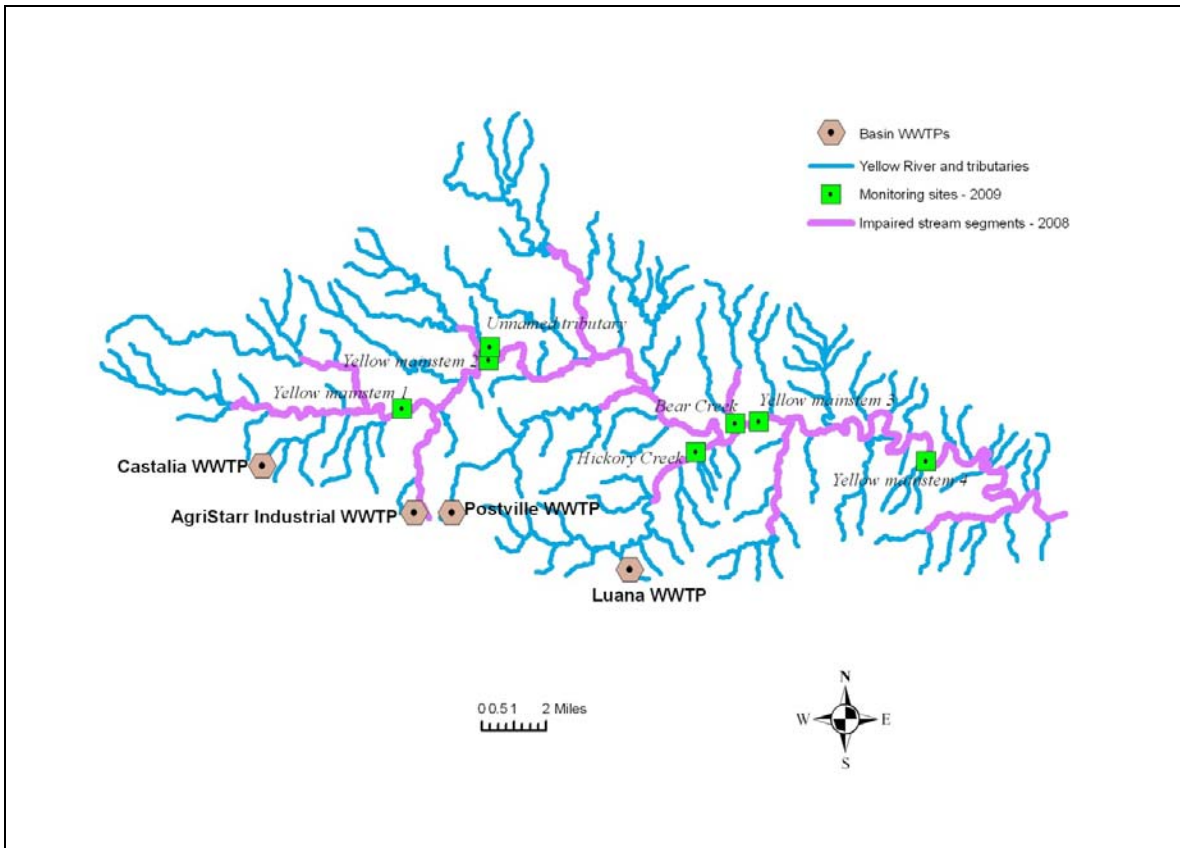 Basin WWTPs
Yellow River and tributaries
Monitoring sites - 2009
Impaired stream segments - 2008
Unnamed tributary
Yellow mainstem 2
Yellow mainstem 1
Bear Creek
Yellow mainstem 3
Hickory Creek
Yellow mainstem 4
Castalia WWTP
AgriStarr Industrial WWTP
Postville WWTP
Luana WWTP
0 0.5 1 2 Miles
N
W E
S